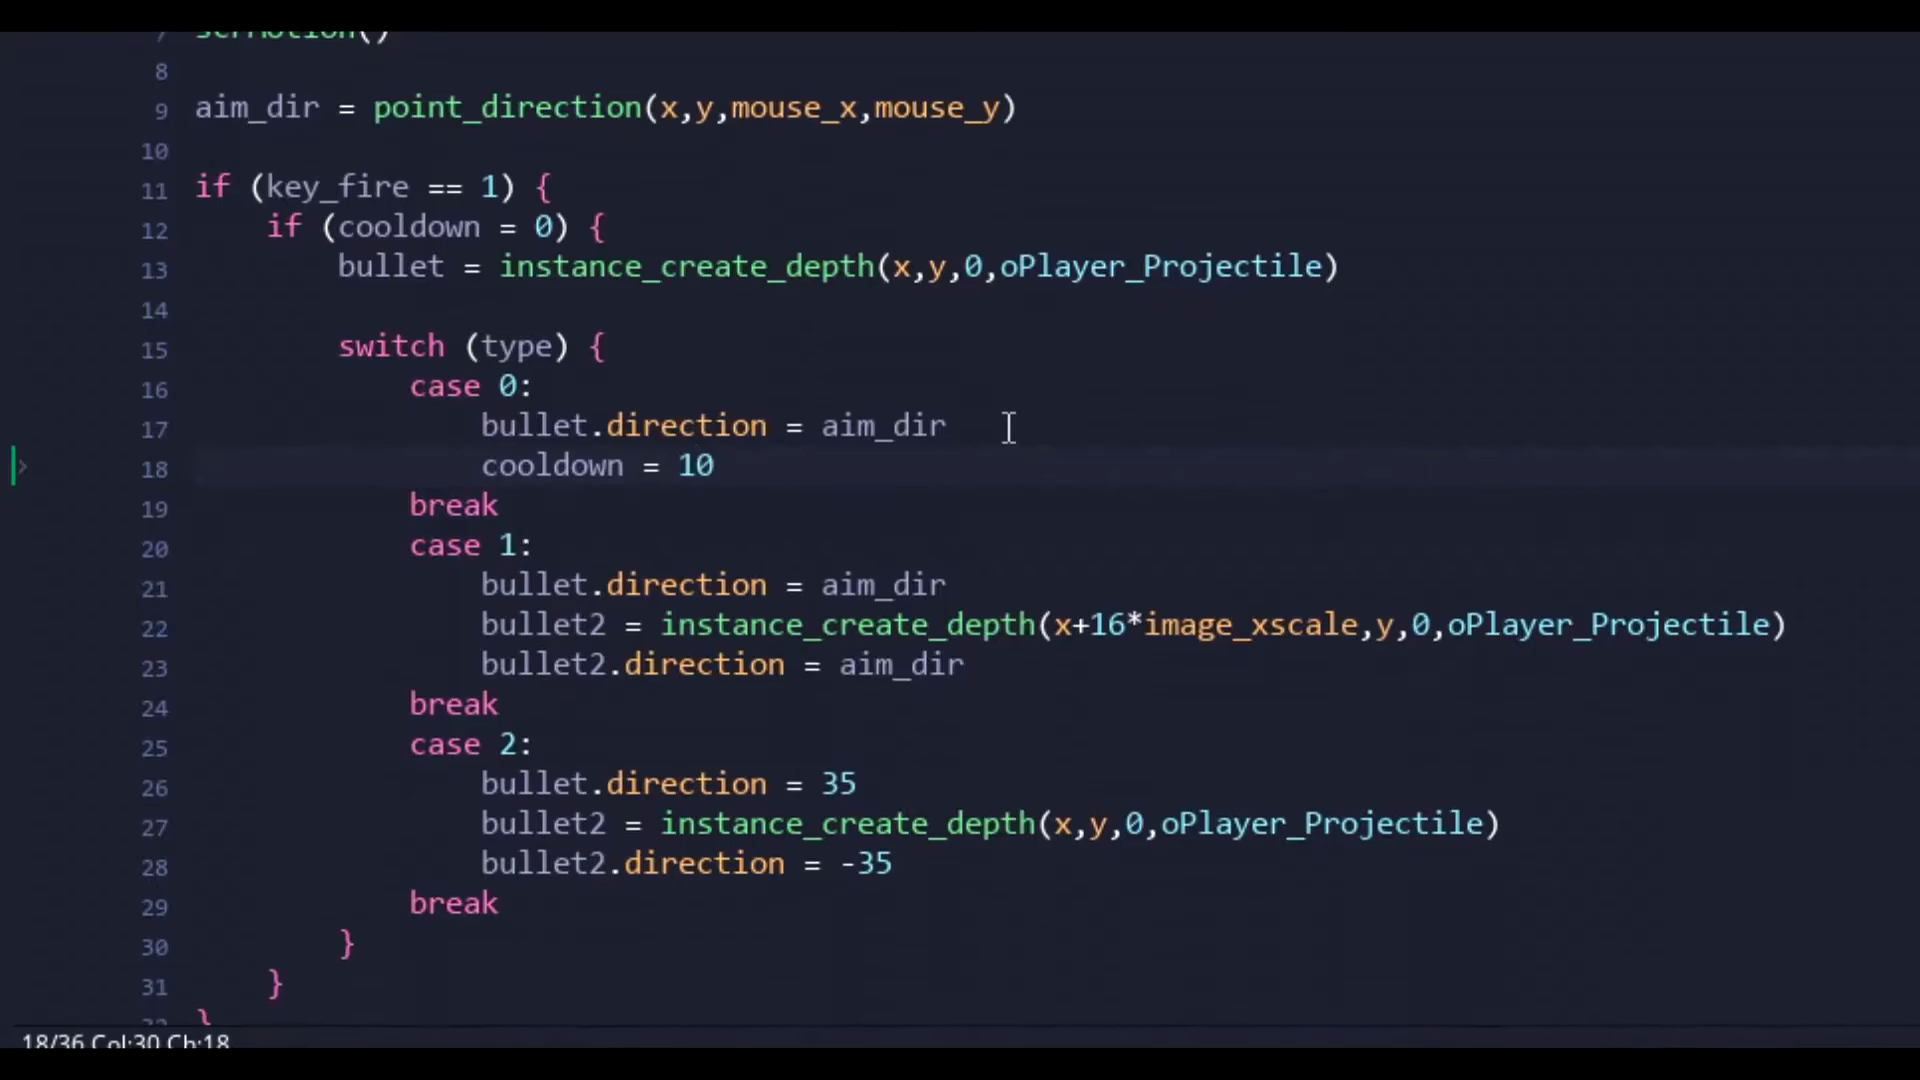 7 scrMotion()
8
9 aim_dir = point_direction(x,y,mouse_x,mouse_y)
10
11 if (key_fire == 1) {
12 if (cooldown = 0) {
13 bullet = instance_create_depth(x,y,0,oPlayer_Projectile)
14
15 switch (type) {
16 case 0:
17 bullet.direction = aim_dir
18 cooldown = 10
19 break
20 case 1:
21 bullet.direction = aim_dir
22 bullet2 = instance_create_depth(x+16*image_xscale,y,0,oPlayer_Projectile)
23 bullet2.direction = aim_dir
24 break
25 case 2:
26 bullet.direction = 35
27 bullet2 = instance_create_depth(x,y,0,oPlayer_Projectile)
28 bullet2.direction = -35
29 break
30 }
31 }
32 }
18/36 Col:30 Ch:18